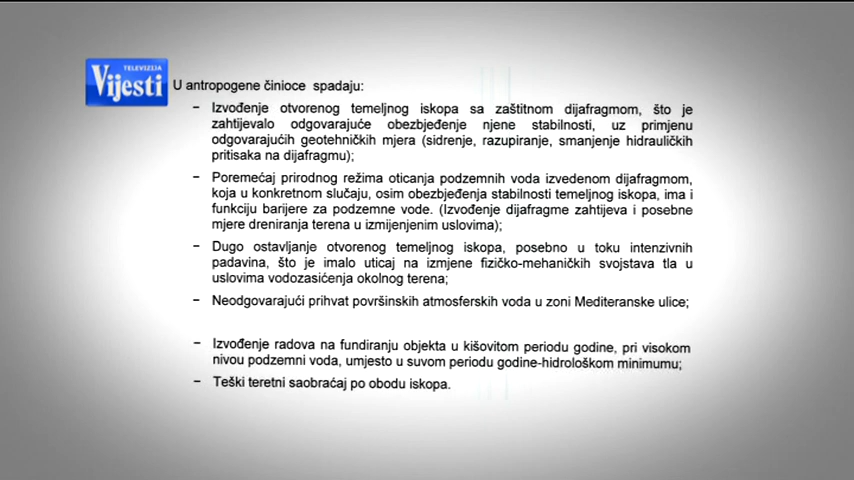 TELEVIZIJA
Vijesti
U antropogene činioce spadaju:
− Izvođenje otvorenog temeljnog iskopa sa zaštitnom dijafragmom, što je
zahtijevalo odgovarajuće obezbjeđenje njene stabilnosti, uz primjenu
odgovarajućih geotehničkih mjera (sidrenje, razupiranje, smanjenje hidrauličkih
pritisaka na dijafragmu);
− Poremećaj prirodnog režima oticanja podzemnih voda izvedenom dijafragmom,
koja u konkretnom slučaju, osim obezbjeđenja stabilnosti temeljnog iskopa, ima i
funkciju barijere za podzemne vode. (Izvođenje dijafragme zahtijeva i posebne
mjere dreniranja terena u izmijenjenim uslovima);
− Dugo ostavljanje otvorenog temeljnog iskopa, posebno u toku intenzivnih
padavina, što je imalo uticaj na izmjene fizičko-mehaničkih svojstava tla u
uslovima vodozasićenja okolnog terena;
− Neodgovarajući prihvat površinskih atmosferskih voda u zoni Mediteranske ulice;
− Izvođenje radova na fundiranju objekta u kišovitom periodu godine, pri visokom
nivou podzemni voda, umjesto u suvom periodu godine-hidrološkom minimumu;
− Teški teretni saobraćaj po obodu iskopa.